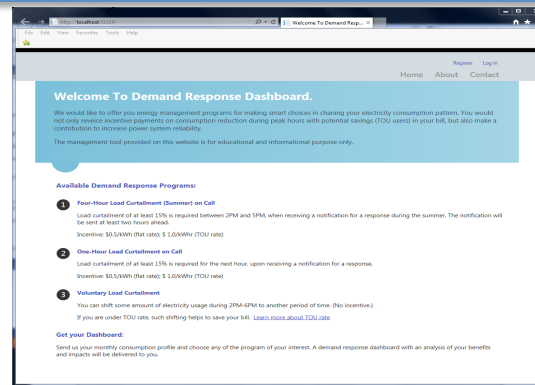 http://localhost:31526/
Welcome To Demand Resp...
File Edit View Favorites Tools Help
Register Log in
Home About Contact
Welcome To Demand Response Dashboard.
We would like to offer you energy management programs for making smart choices in charing your electricity consumption pattern. You would
not only reveice incentive payments on consumption reduction during peak hours with potential savings (TOU users) in your bill, but also make a
contribution to increase power system reliability.
The management tool provided on this website is for educational and informational purpose only.
Available Demand Response Programs:
1 Four-Hour Load Curtailment (Summer) on Call
Load curtailment of at least 15% is required between 2PM and 5PM, when receiving a notification for a response during the summer. The notification will
be sent at least two hours ahead.
Incentive: $0.5/kWh (flat rate); $ 1.0/kWhr (TOU rate)
2 One-Hour Load Curtailment on Call
Load curtailment of at least 15% is required for the next hour, upon receiving a notification for a response.
Incentive: $0.5/kWh (flat rate); $ 1.0/kWhr (TOU rate)
3 Voluntary Load Curtailment
You can shift some amount of electricity usage during 2PM-6PM to another period of time. (No incentive.)
If you are under TOU rate, such shifting helps to save your bill. Learn more about TOU rate
Get your Dashboard:
Send us your monthly consumption profile and choose any of the program of your interest. A demand response dashboard with an analysis of your benefits
and impacts will be delivered to you.